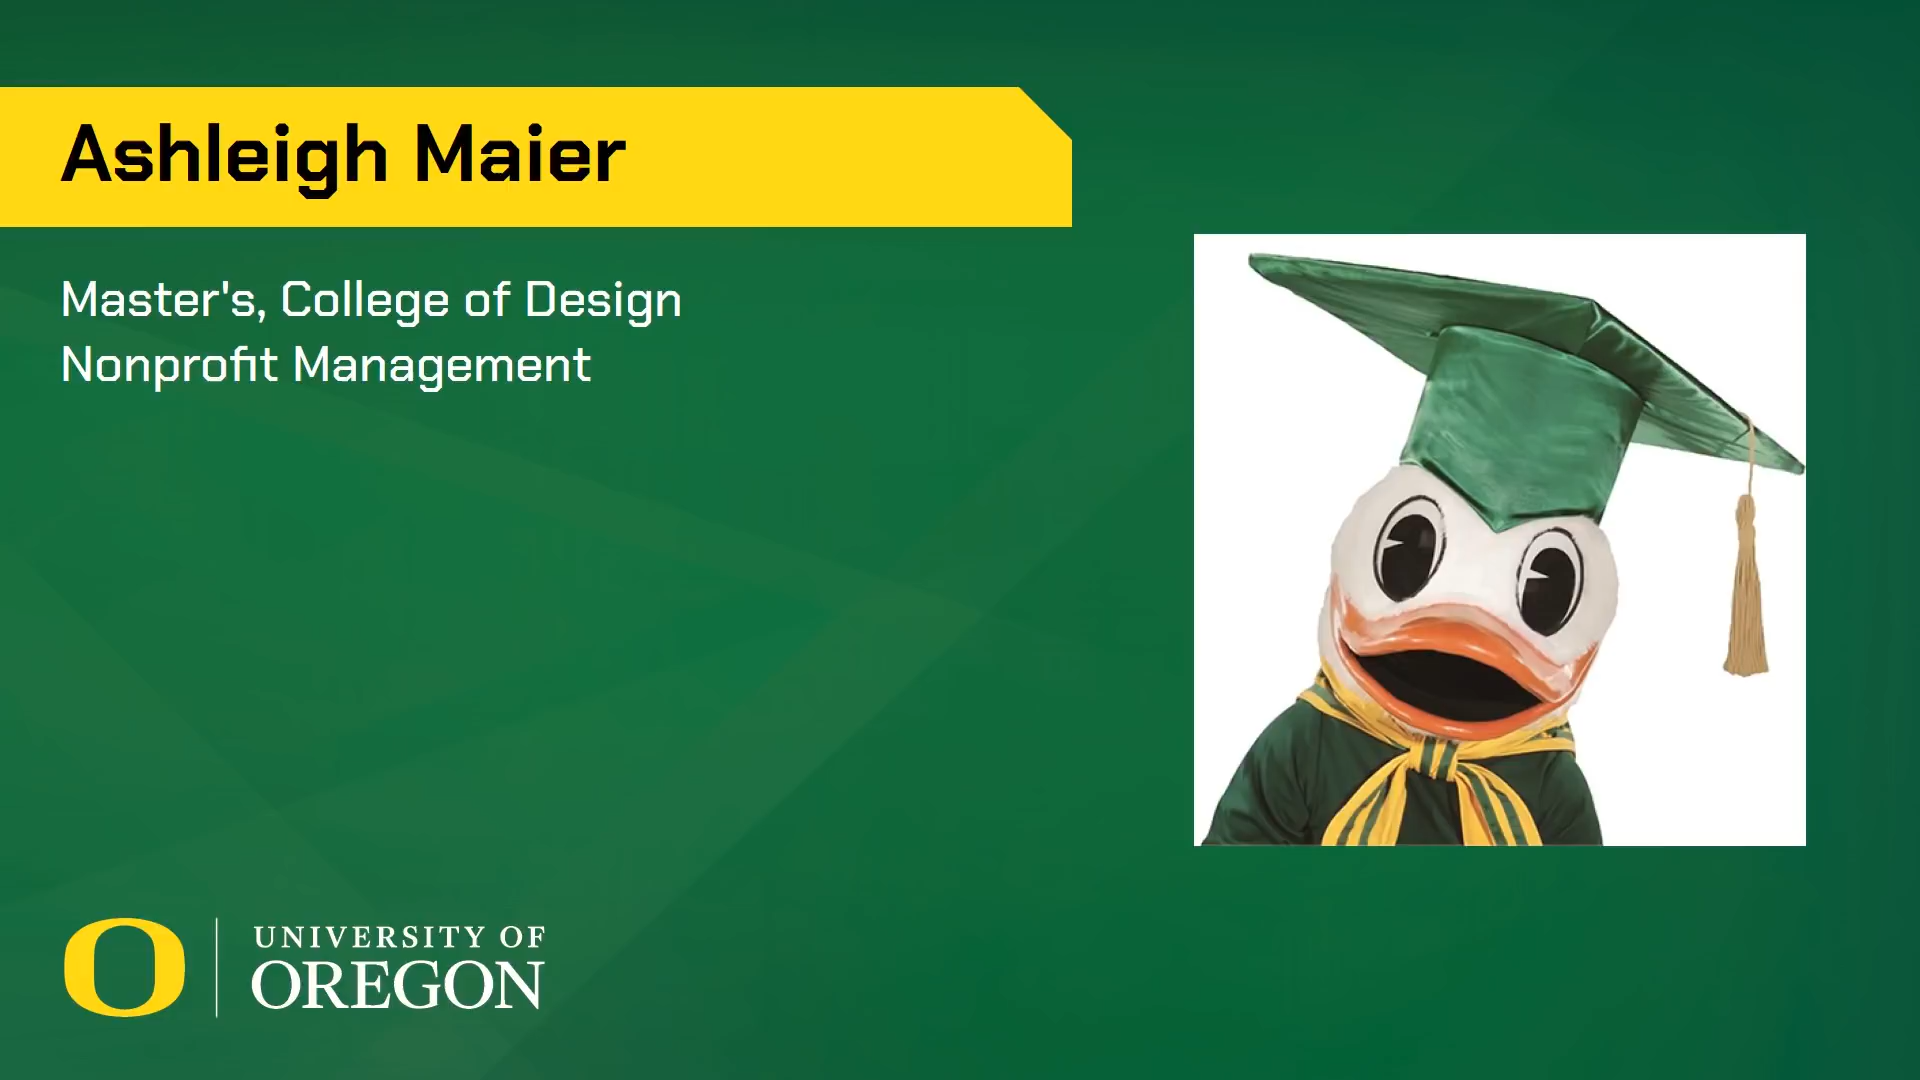 Ashleigh Maier
Master's, College of Design
Nonprofit Management
O
UNIVERSITY OF
OREGON